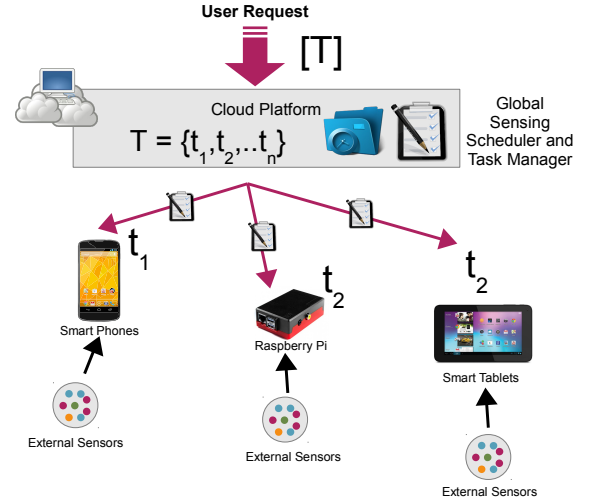 User Request
[T]
Cloud Platform
T = {t1,t2,..tn}
Global
Sensing
Scheduler and
Task Manager
t1
t2
t2
Smart Phones
Raspberry Pi
Smart Tablets
External Sensors
External Sensors
External Sensors